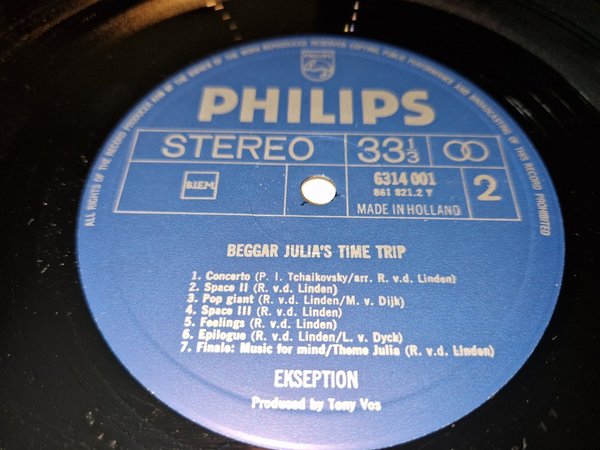 ALL RIGHTS OF THE RECORD PRODUCER AND OF THE OWNER OF THE WORK REPRODUCED RESERVED COPYING, PUBLIC PERFORMANCE AND BROADCASTING OF THIS RECORD PROHIBITED
PHILIPS
PHILIPS
STEREO 33 1/3
B.I.E.M. 6314 001 2
861 821.2 Y
MADE IN HOLLAND
BEGGAR JULIA'S TIME TRIP
1. Concerto (P. I. Tchaikovsky/arr. R. v.d. Linden)
2. Space II (R. v.d. Linden)
3. Pop giant (R. v.d. Linden/M. v. Dijk)
4. Space III (R. v.d. Linden)
5. Feelings (R. v.d. Linden)
6. Epilogue (R. v.d. Linden/L. v. Dyck)
7. Finale: Music for mind/Theme Julia (R. v.d. Linden)
EKSEPTION
Produced by Tony Vos